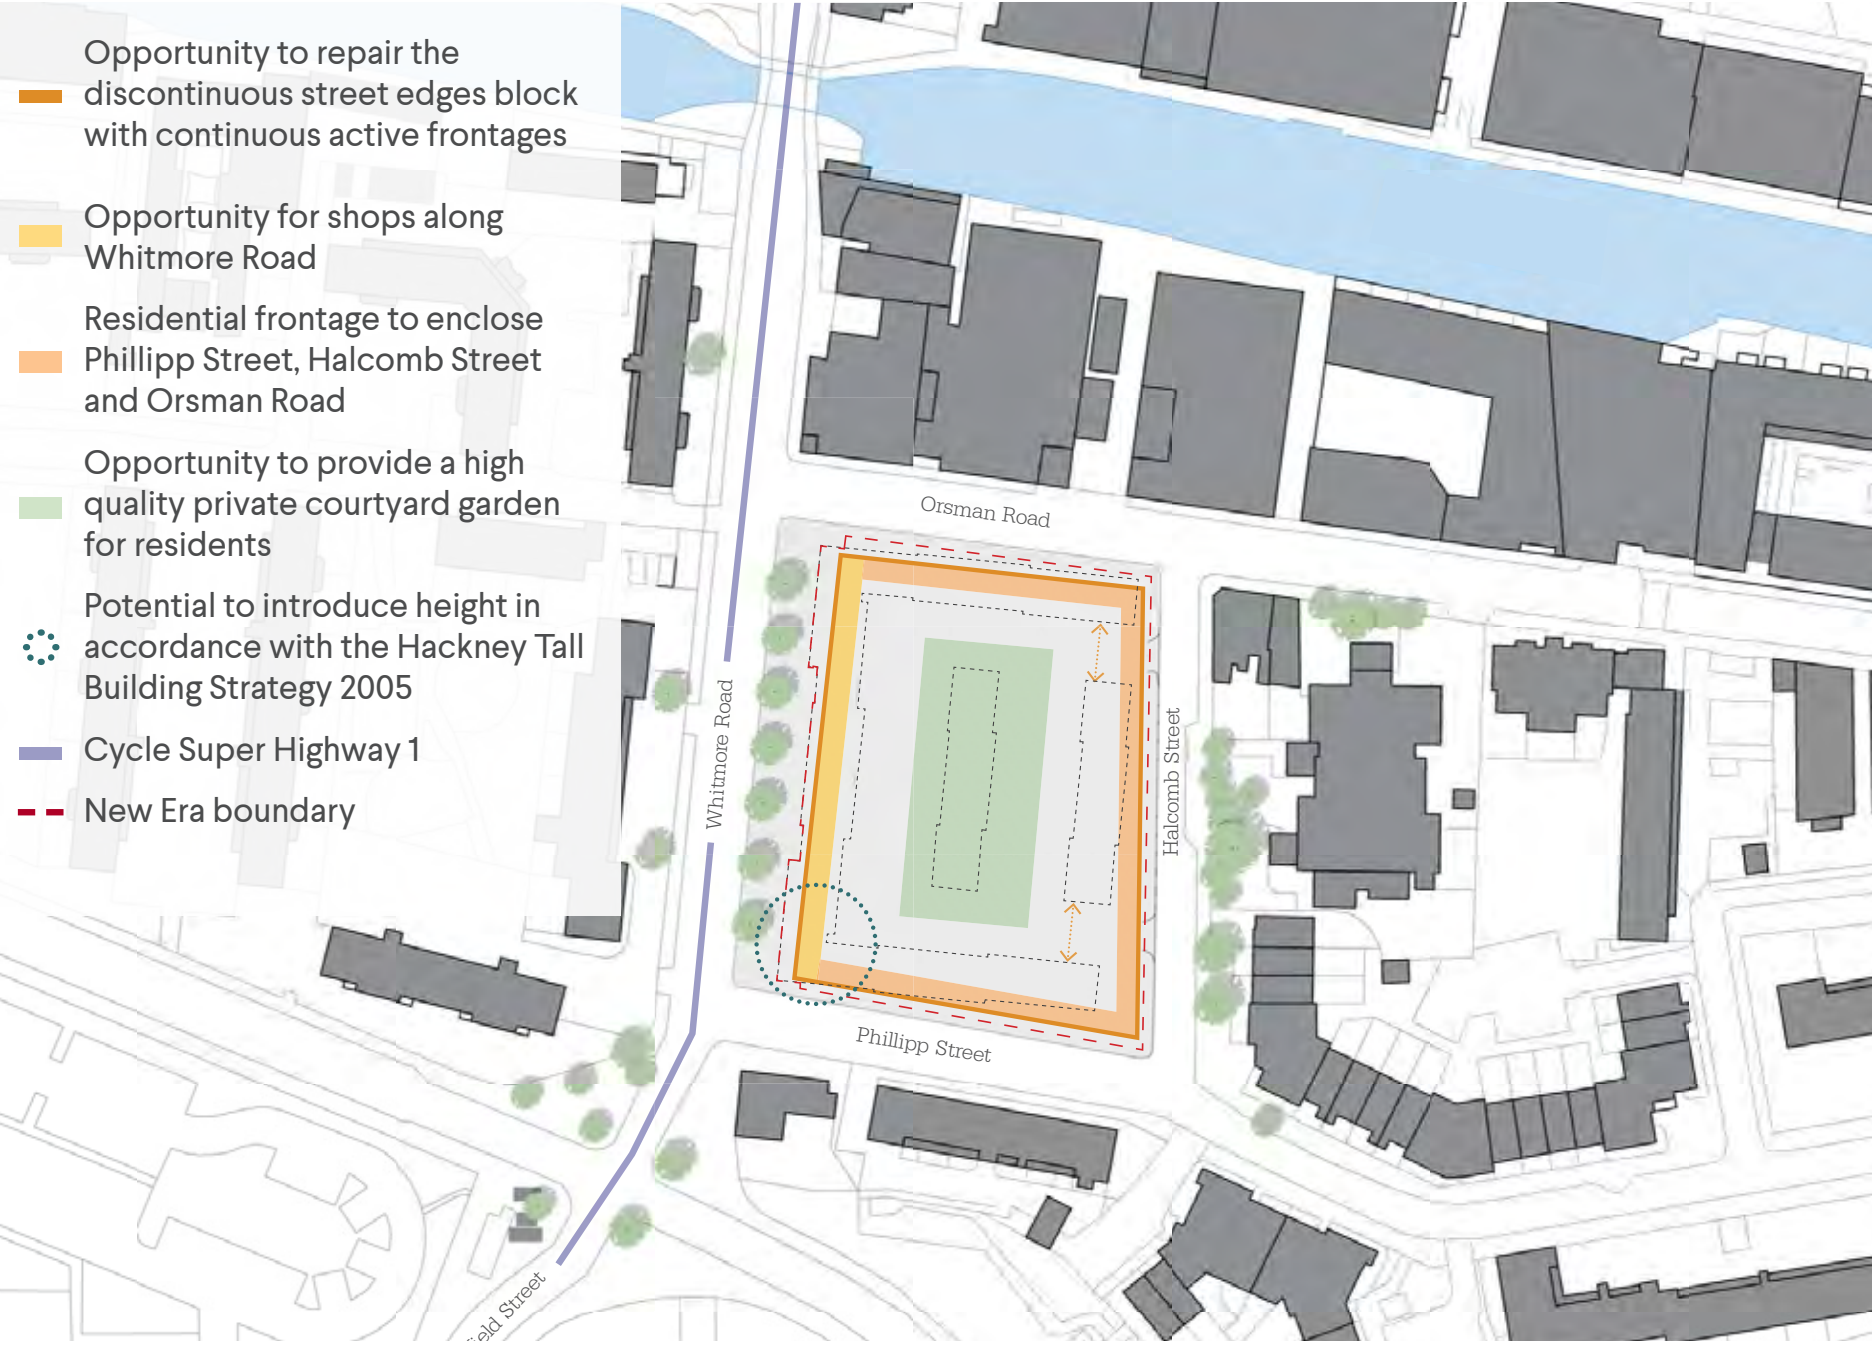 Opportunity to repair the
discontinuous street edges block
with continuous active frontages
Opportunity for shops along
Whitmore Road
Residential frontage to enclose
Phillipp Street, Halcomb Street
and Orsman Road
Opportunity to provide a high
quality private courtyard garden
for residents
Potential to introduce height in
accordance with the Hackney Tall
Building Strategy 2005
Cycle Super Highway 1
New Era boundary
Orsman Road
Whitmore Road
Halcomb Street
Phillipp Street
Street